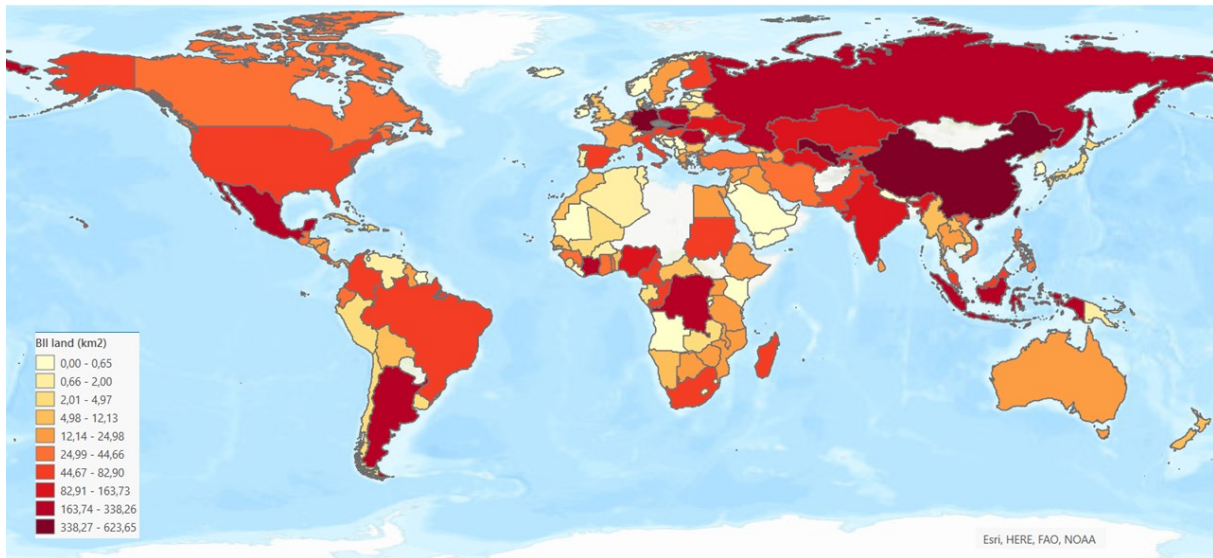 BII land (km2)
0,00 - 0,65
0,66 - 2,00
2,01 - 4,97
4,98 - 12,13
12,14 - 24,98
24,99 - 44,66
44,67 - 82,90
82,91 - 163,73
163,74 - 338,26
338,27 - 623,65
Esri, HERE, FAO, NOAA